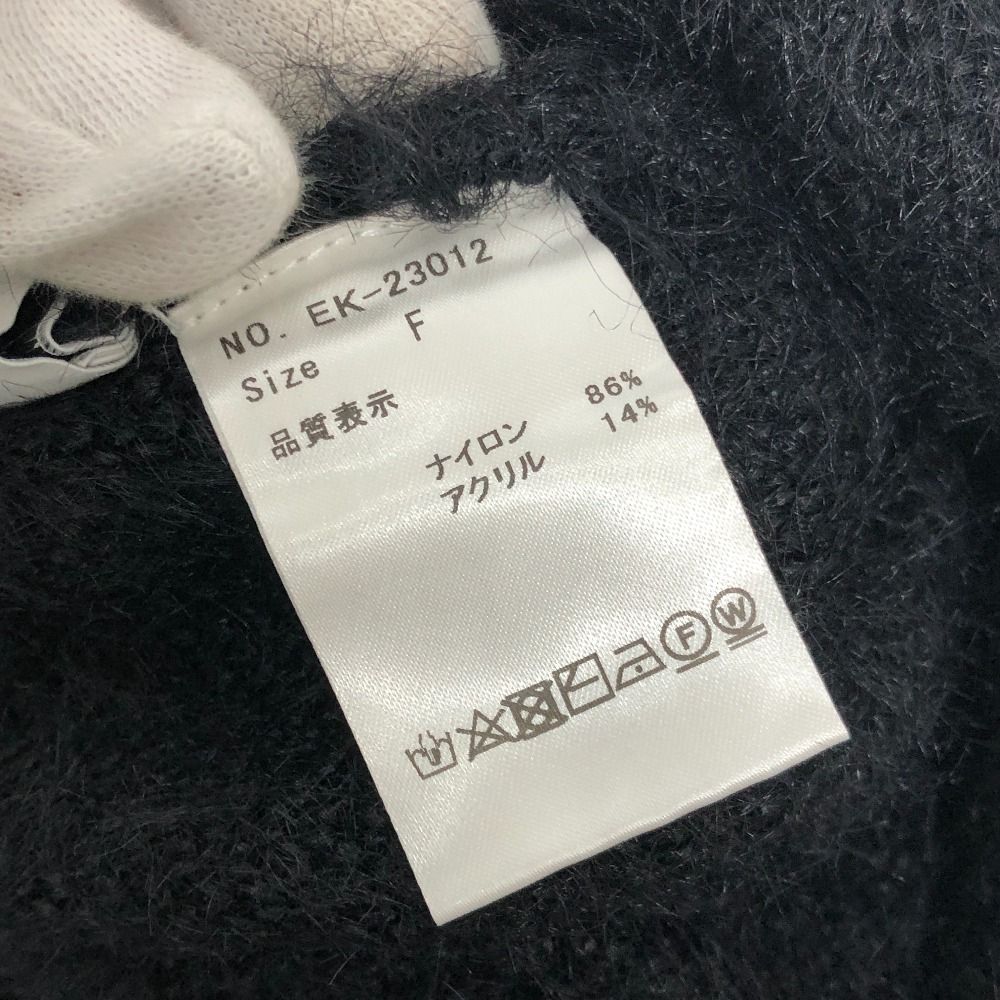 NO. EK-23012
Size F
品質表示
ナイロン 86%
アクリル 14%
F W